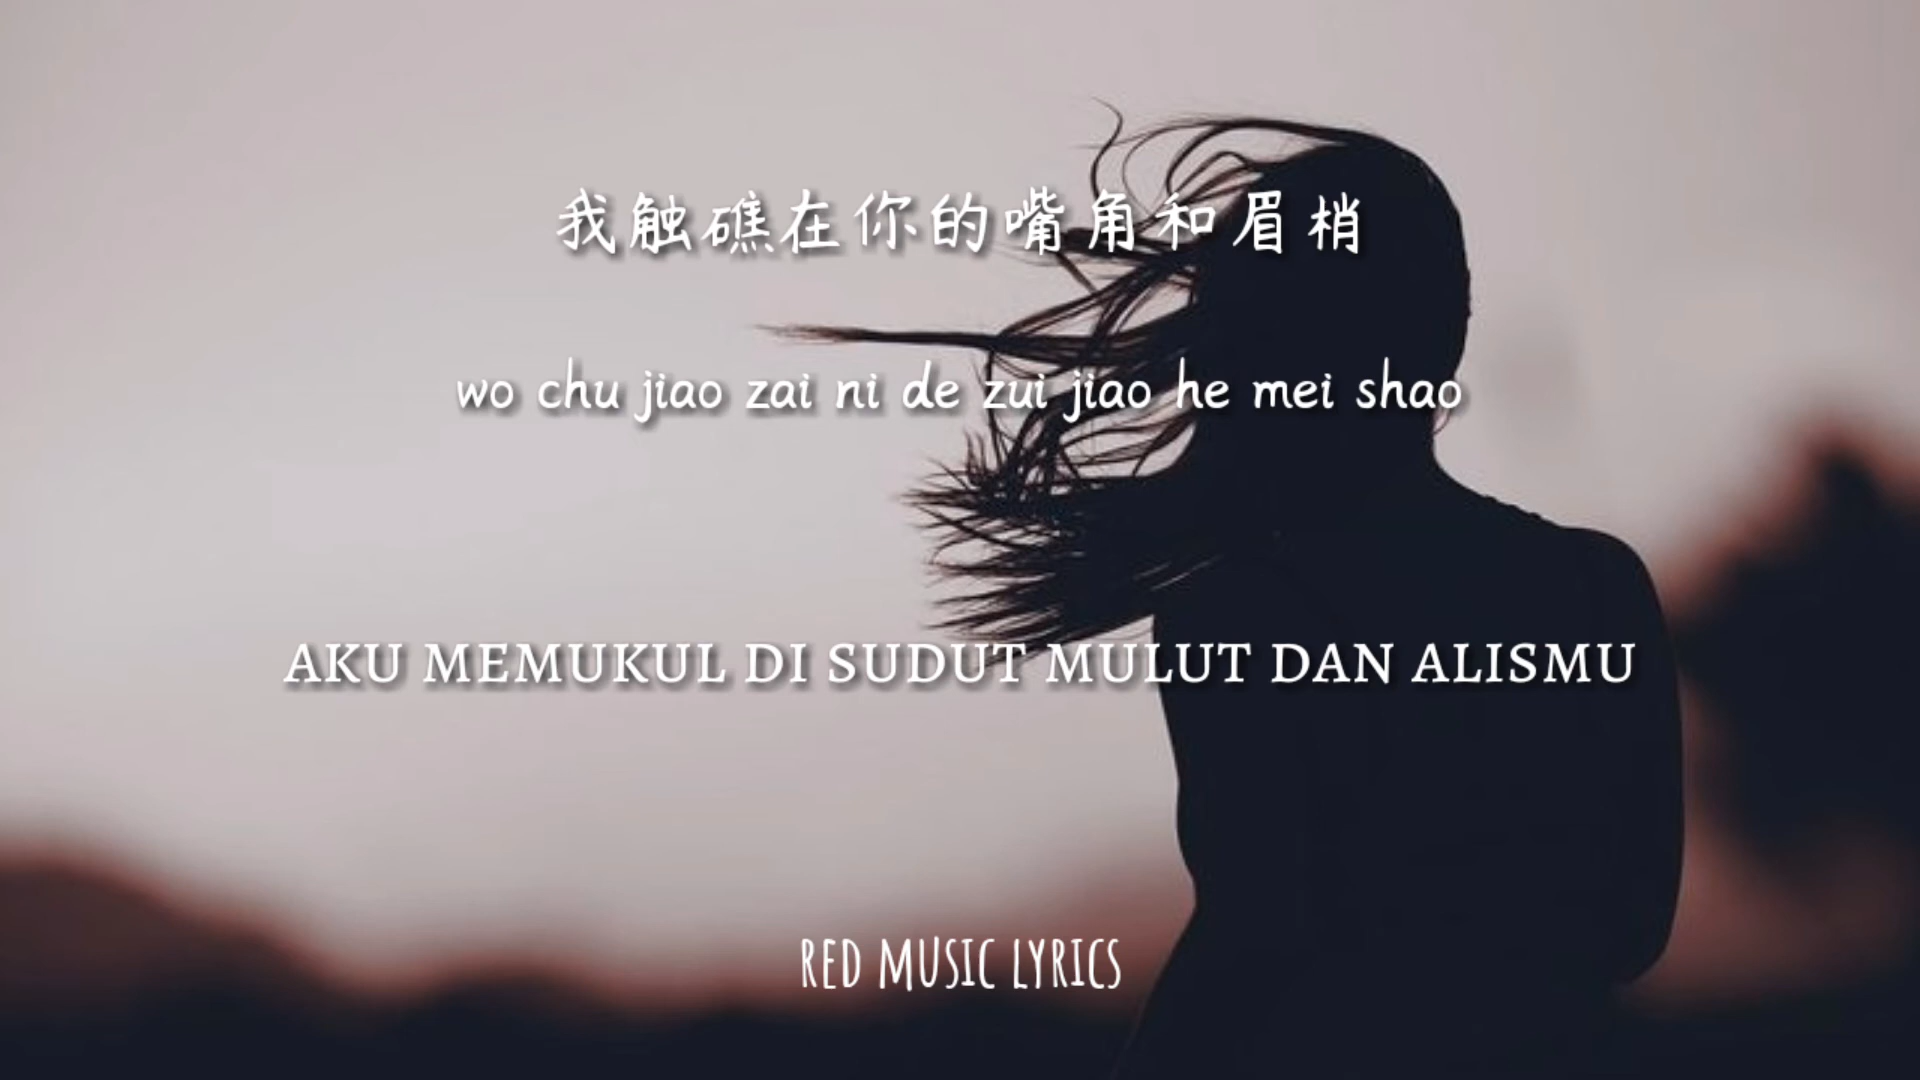 我触礁在你的嘴角和眉梢
wo chu jiao zai ni de zui jiao he mei shao
AKU MEMUKUL DI SUDUT MULUT DAN ALISMU
RED MUSIC LYRICS